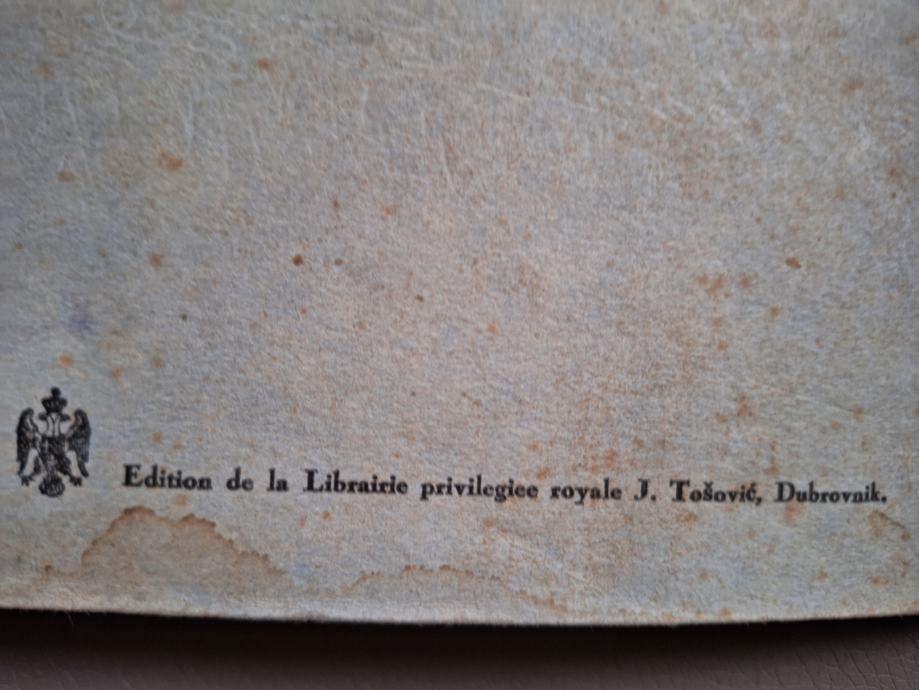 Edition de la Librairie privilegiee royale J. Tošović, Dubrovnik.